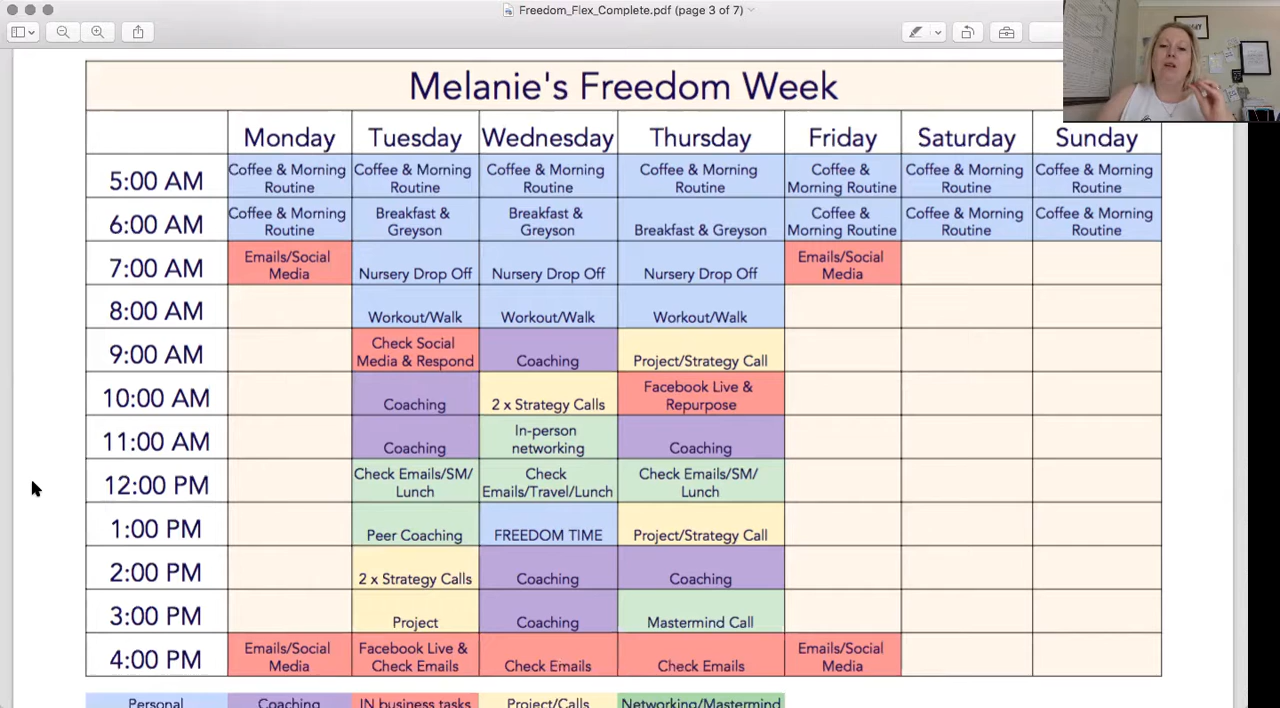 Freedom_Flex_Complete.pdf (page 3 of 7)
Melanie's Freedom Week
Monday Tuesday Wednesday Thursday Friday Saturday Sunday
5:00 AM
Coffee & Morning Routine
Coffee & Morning Routine
Coffee & Morning Routine
Coffee & Morning Routine
Coffee & Morning Routine
Coffee & Morning Routine
Coffee & Morning Routine
6:00 AM
Coffee & Morning Routine
Breakfast & Greyson
Breakfast & Greyson
Breakfast & Greyson
Coffee & Morning Routine
Coffee & Morning Routine
Coffee & Morning Routine
7:00 AM
Emails/Social Media
Nursery Drop Off
Nursery Drop Off
Nursery Drop Off
Emails/Social Media
8:00 AM
Workout/Walk
Workout/Walk
Workout/Walk
9:00 AM
Check Social Media & Respond
Coaching
Project/Strategy Call
10:00 AM
Coaching
2 x Strategy Calls
Facebook Live & Repurpose
11:00 AM
Coaching
In-person networking
Coaching
12:00 PM
Check Emails/SM/ Lunch
Check Emails/Travel/Lunch
Check Emails/SM/ Lunch
1:00 PM
Peer Coaching
FREEDOM TIME
Project/Strategy Call
2:00 PM
2 x Strategy Calls
Coaching
Coaching
3:00 PM
Project
Coaching
Mastermind Call
4:00 PM
Emails/Social Media
Facebook Live & Check Emails
Check Emails
Check Emails
Emails/Social Media
Personal
Coaching
IN business tasks
Project/Calls
Networking/Mastermind